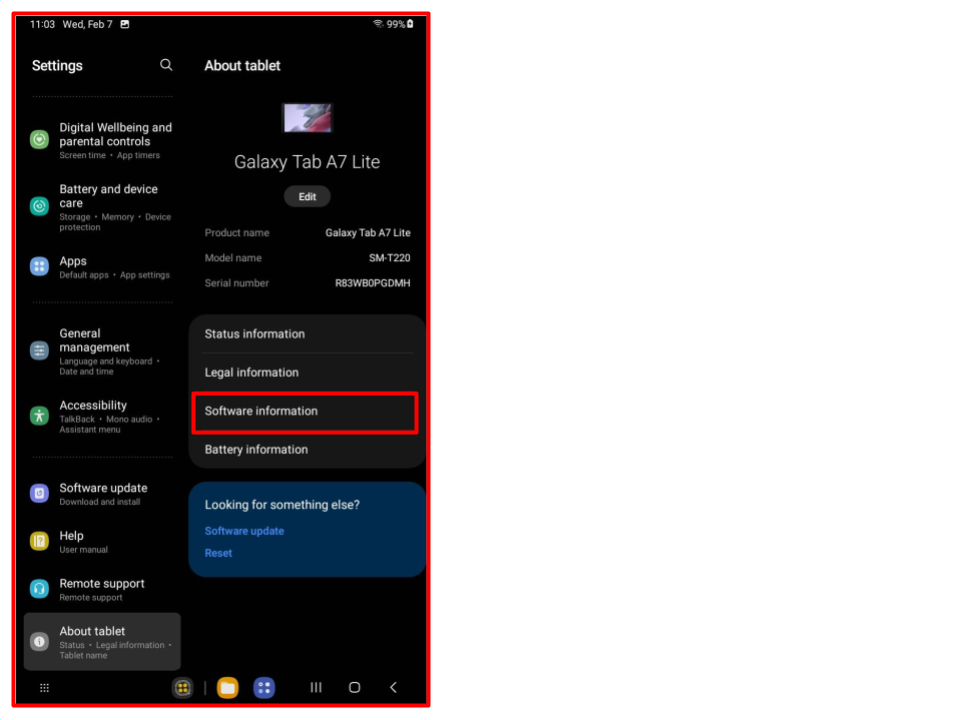 11:03 Wed, Feb 7
99%
Settings
Digital Wellbeing and
parental controls
Screen time • App timers
Battery and device
care
Storage • Memory • Device
protection
Apps
Default apps • App settings
General
management
Language and keyboard •
Date and time
Accessibility
TalkBack • Mono audio •
Assistant menu
Software update
Download and install
Help
User manual
Remote support
Remote support
About tablet
Status • Legal information •
Tablet name
About tablet
Galaxy Tab A7 Lite
Edit
Product name Galaxy Tab A7 Lite
Model name SM-T220
Serial number R83WB0PGDMH
Status information
Legal information
Software information
Battery information
Looking for something else?
Software update
Reset